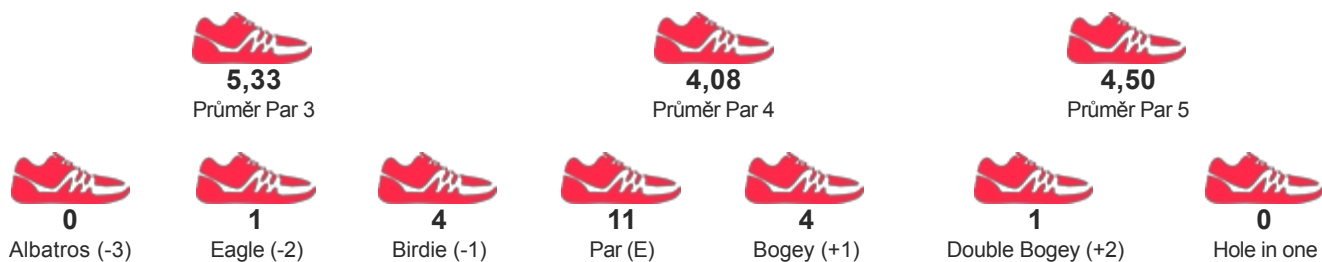 5,33
Průměr Par 3
4,08
Průměr Par 4
4,50
Průměr Par 5
0
Albatros (-3)
1
Eagle (-2)
4
Birdie (-1)
11
Par (E)
4
Bogey (+1)
1
Double Bogey (+2)
0
Hole in one